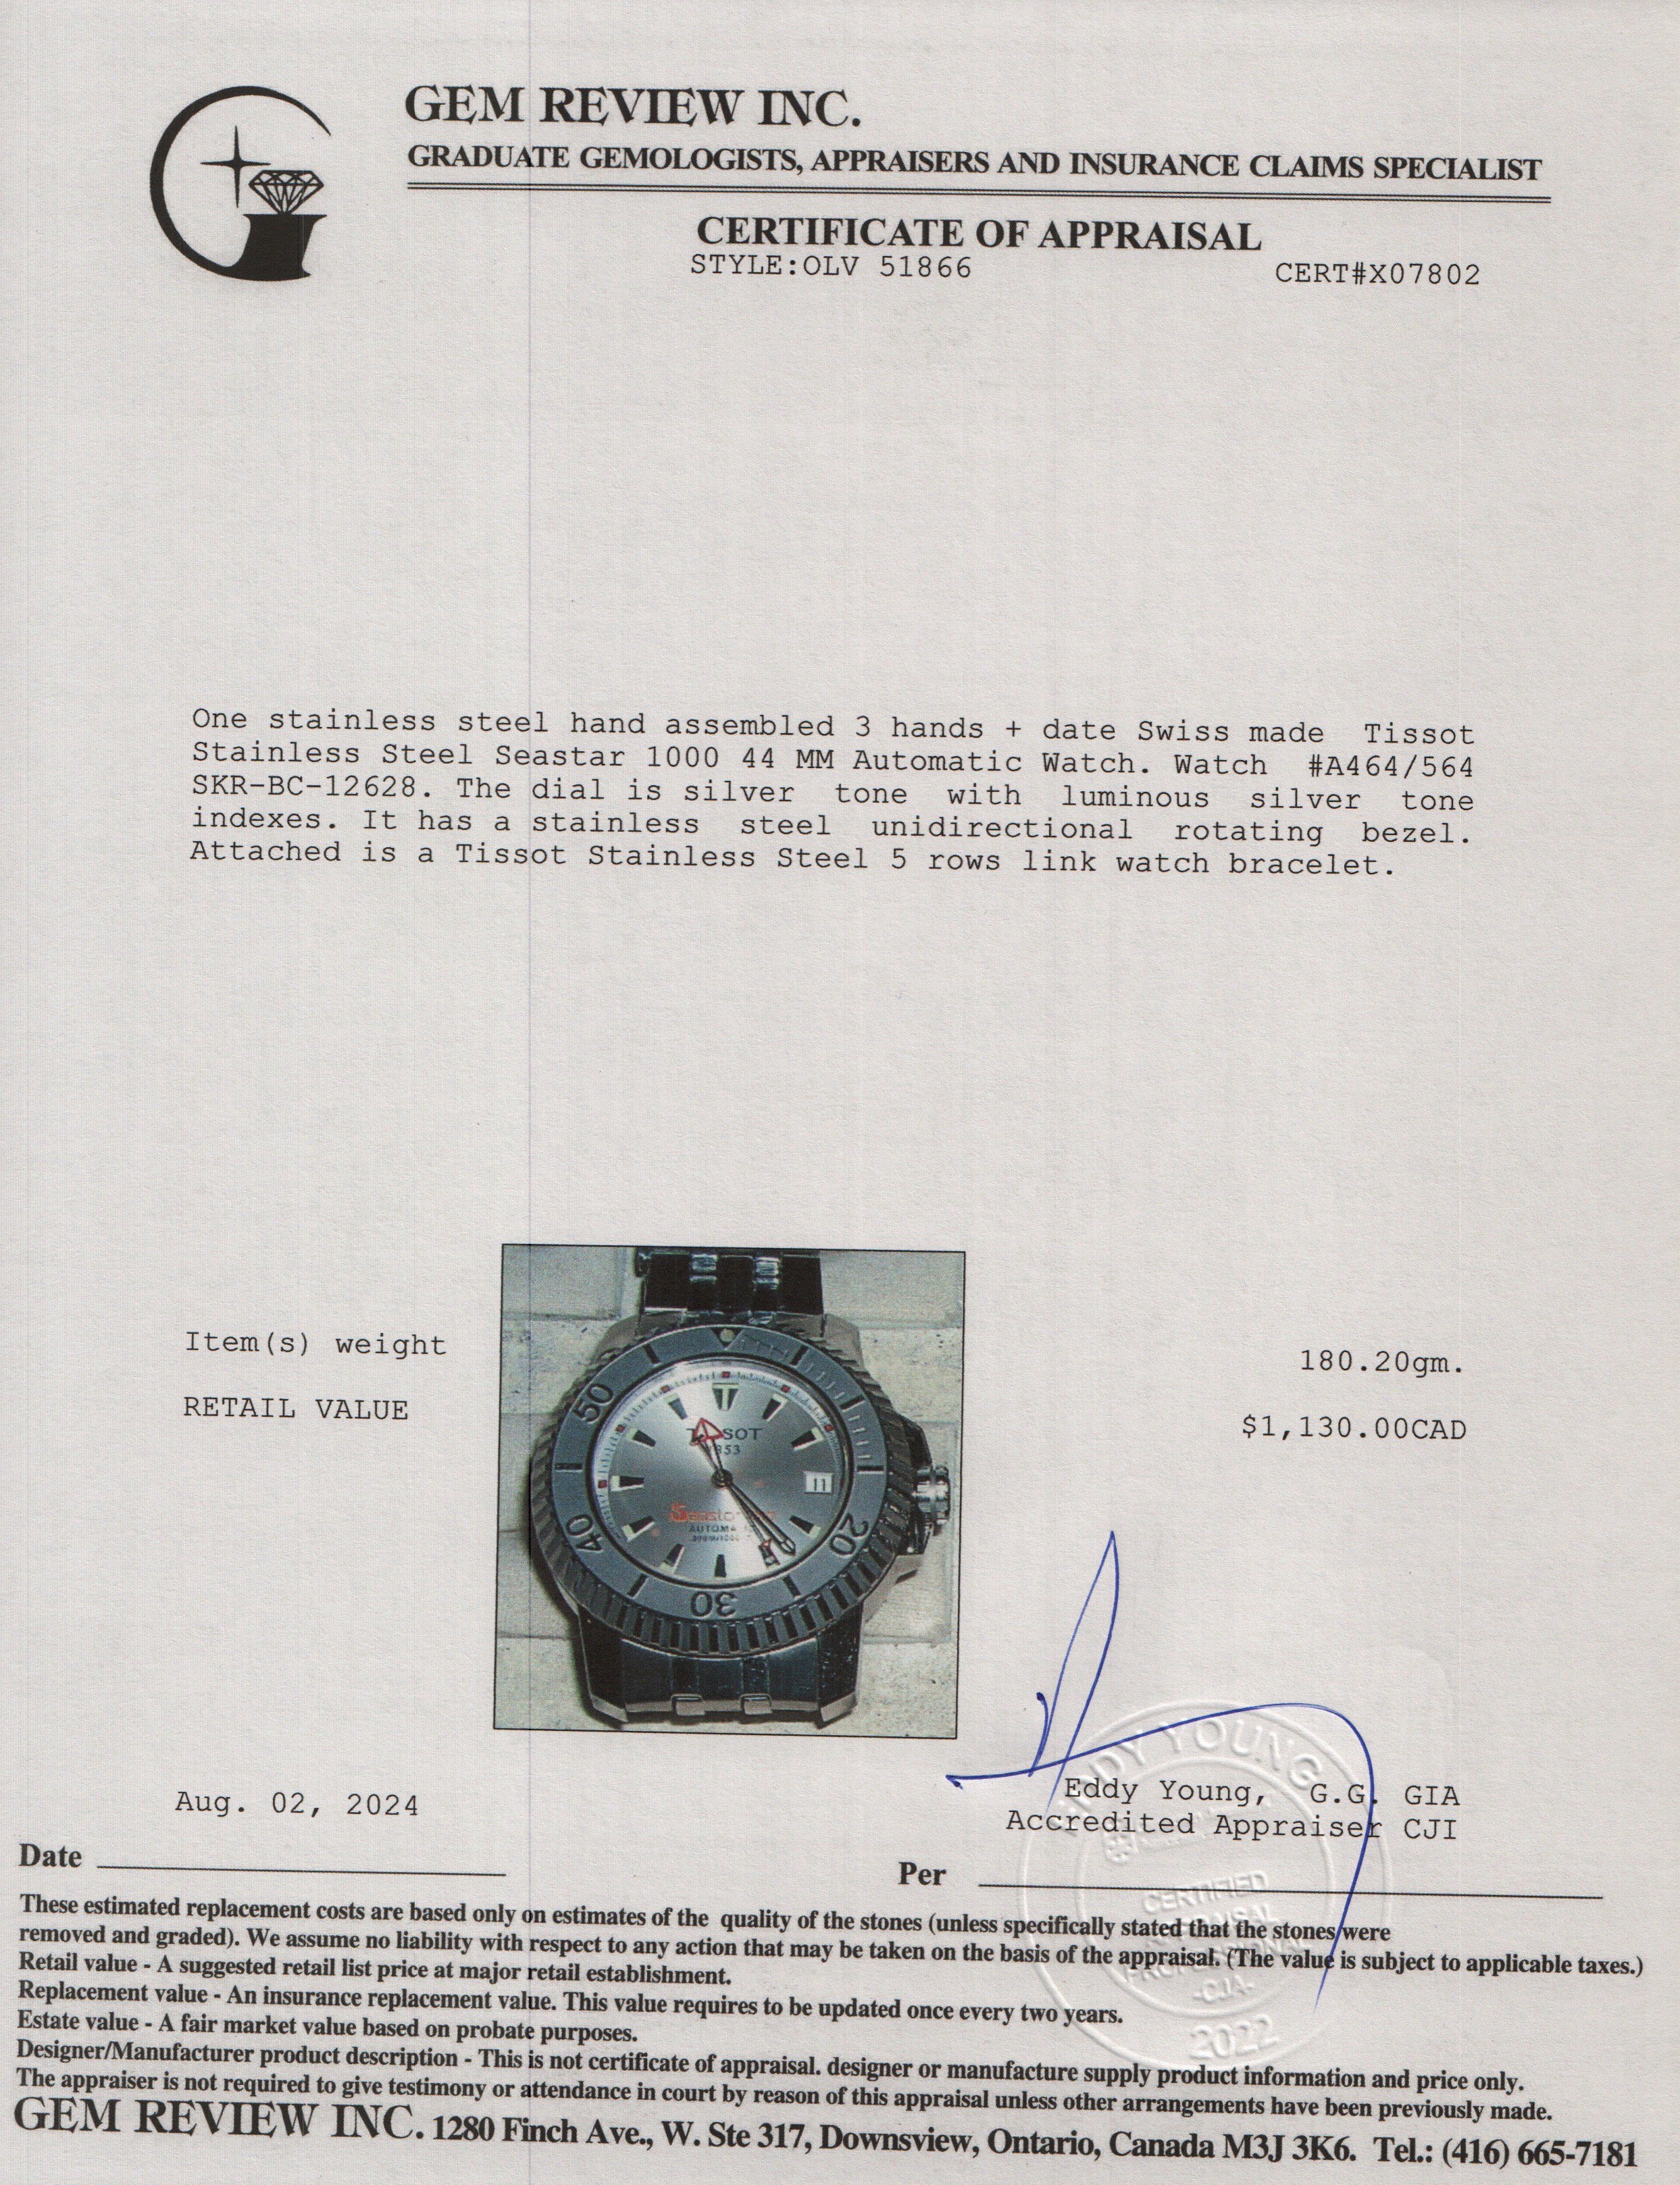 GEM REVIEW INC.
GRADUATE GEMOLOGISTS, APPRAISERS AND INSURANCE CLAIMS SPECIALIST
CERTIFICATE OF APPRAISAL
STYLE:OLV 51866
CERT#X07802
One stainless steel hand assembled 3 hands + date Swiss made Tissot
Stainless Steel Seastar 1000 44 MM Automatic Watch. Watch #A464/564
SKR-BC-12628. The dial is silver tone with luminous silver tone
indexes. It has a stainless steel unidirectional rotating bezel.
Attached is a Tissot Stainless Steel 5 rows link watch bracelet.
50
T
SOT
1853
11
AUTOMA
40
20
30
Item(s) weight
180.20gm.
RETAIL VALUE
$1,130.00CAD
EDDY YOUNG
CERTIFIED
APPRAISAL
PROFESSIONAL
-CJA-
2022
Eddy Young, G.G. GIA
Accredited Appraiser CJI
Aug. 02, 2024
Date
Per
These estimated replacement costs are based only on estimates of the quality of the stones (unless specifically stated that the stones were
removed and graded). We assume no liability with respect to any action that may be taken on the basis of the appraisal. (The value is subject to applicable taxes.)
Retail value - A suggested retail list price at major retail establishment.
Replacement value - An insurance replacement value. This value requires to be updated once every two years.
Estate value - A fair market value based on probate purposes.
Designer/Manufacturer product description - This is not certificate of appraisal. designer or manufacture supply product information and price only.
The appraiser is not required to give testimony or attendance in court by reason of this appraisal unless other arrangements have been previously made.
GEM REVIEW INC. 1280 Finch Ave., W. Ste 317, Downsview, Ontario, Canada M3J 3K6. Tel.: (416) 665-7181